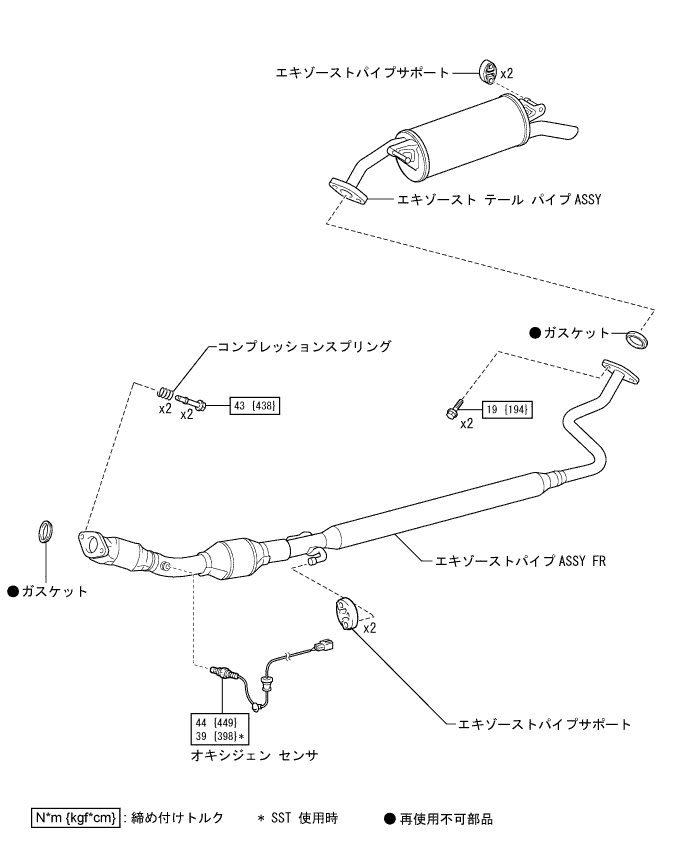 エキゾーストパイプサポート
x2
エキゾースト テール パイプ ASSY
●ガスケット
コンプレッションスプリング
x2
x2
43 {438}
19 {194}
x2
エキゾーストパイプ ASSY FR
●ガスケット
x2
エキゾーストパイプサポート
44 {449}
39 {398}*
オキシジェン センサ
N*m {kgf*cm} : 締め付けトルク * SST 使用時 ●再使用不可部品